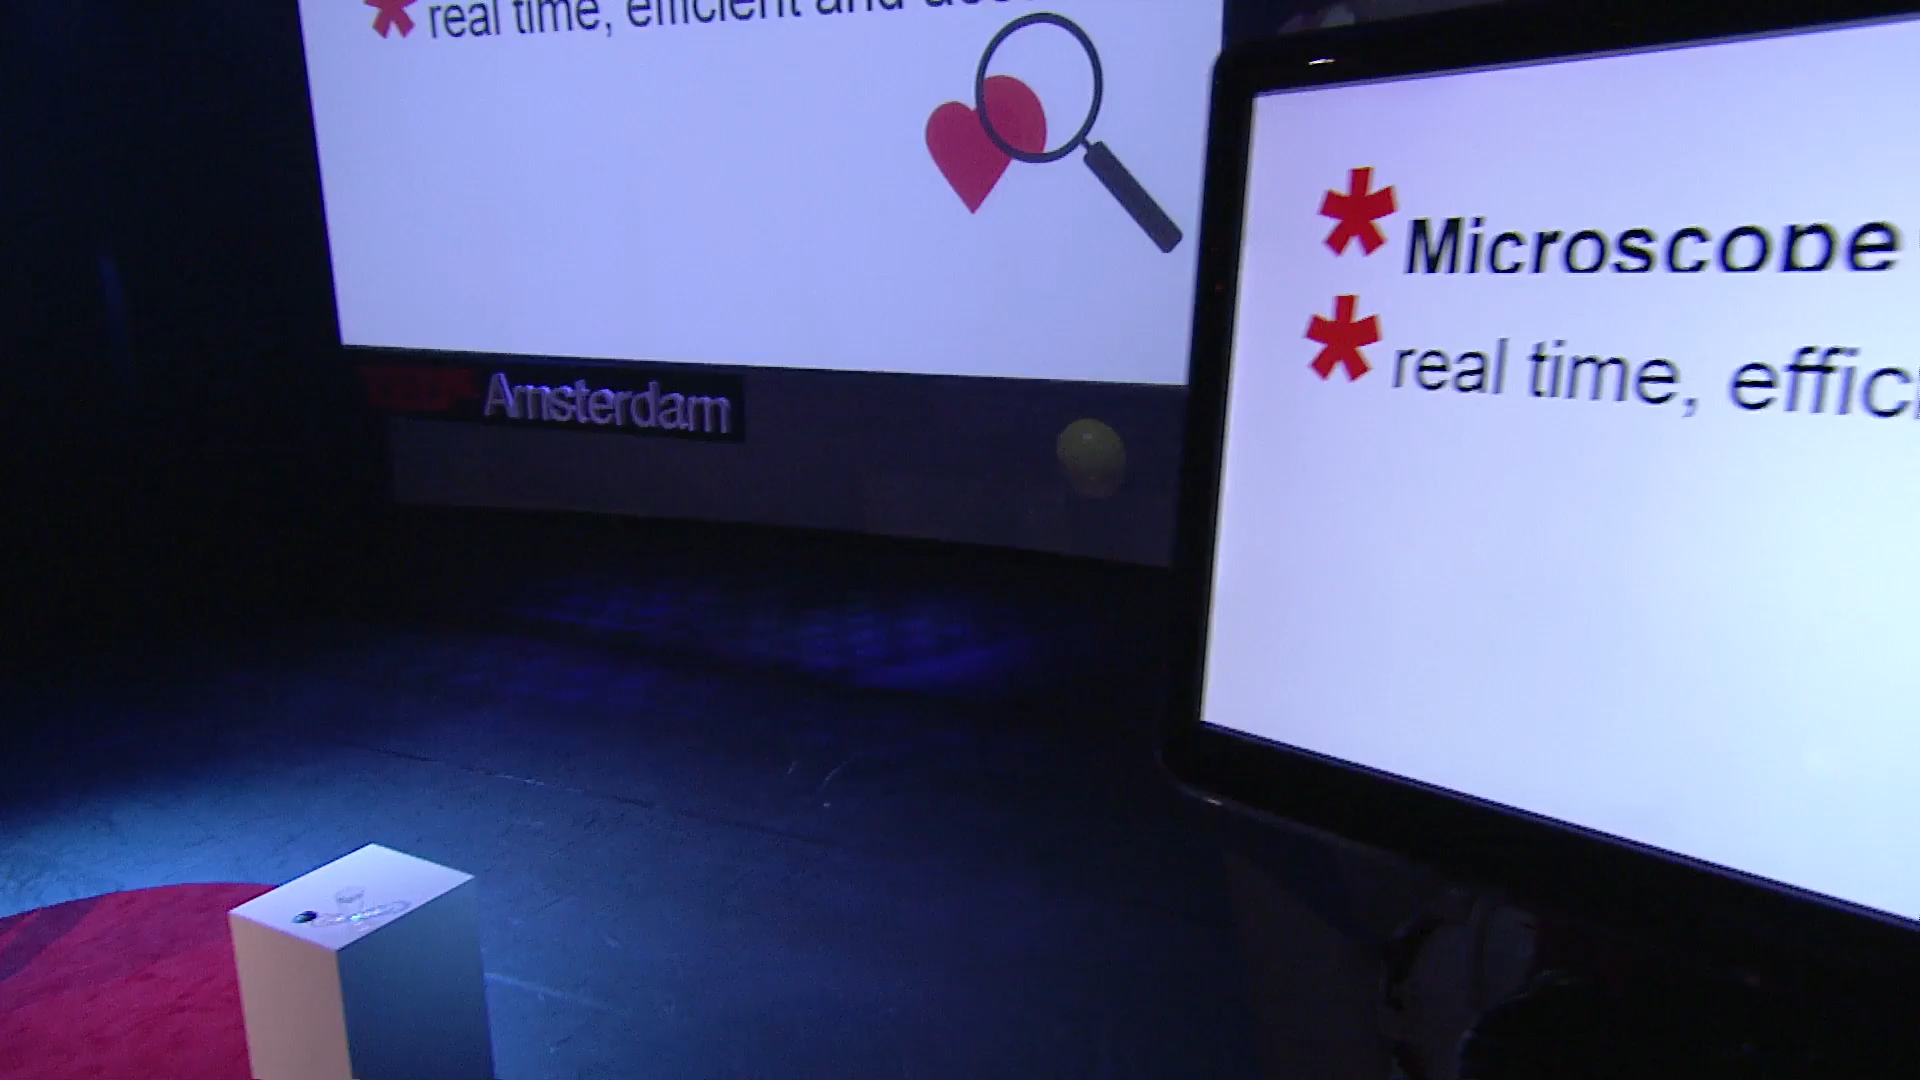 * real time, efficient and
Amsterdam
* Microscope
* real time, effic